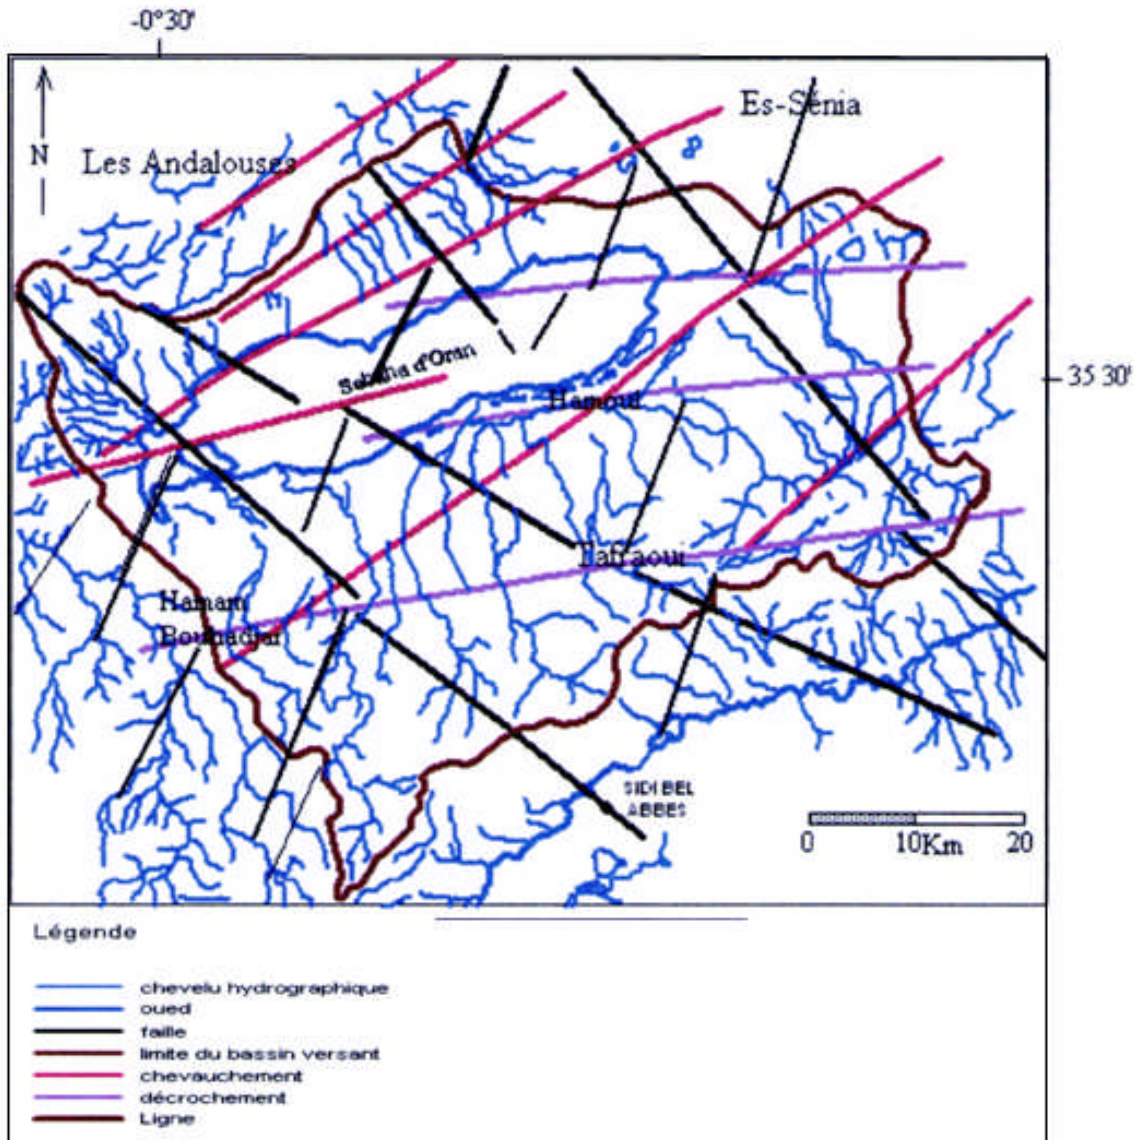 -0°30'
Es-Sénia
N
Les Andalouses
Sebkha d'Oran
35 30'
Hamoul
Tafraoui
Hamam
Bouhadjar
SIDI BEL
ABBES
0 10Km 20
Légende
chevelu hydrographique
oued
faille
limite du bassin versant
chevauchement
décrochement
Ligne